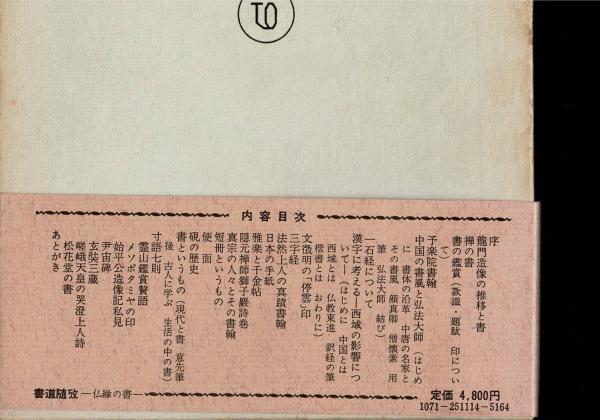 内容目次
序
龍門造像の推移と書
禅の書
書の鑑賞(款識・題跋 印につい
て)
子楽院書翰
中国の書風と弘法大師(はじめ
に 書体の沿革 中唐の名家と
その書風 顔真卿 僧懐素 用
筆 弘法大師 結び)
一石経について
漢字に考える―西域の影響につ
いて―(はじめに 中国とは
西域とは 仏教東進 訳経の筆
楷書とは おわりに)
文徴明の「停雲」印
三字経
法然上人の真蹟書翰
日本の手紙
雅楽と千金帖
隠元禅師獅子巖詩巻
真宗の人々とその書翰
短冊というもの
便面
硯の歴史
書というもの(現代と書 意先筆
後 古人に学ぶ 生活の中の書)
寸語七則
霊山鑑賞贅語
メソポタミヤの印
始平公造像記私見
尹宙碑
玄奘三蔵
嵯峨天皇の哭澄上人詩
松花堂の書
あとがき
書道随攷―仏縁の書―
定価 4,800円
1071-251114-5164